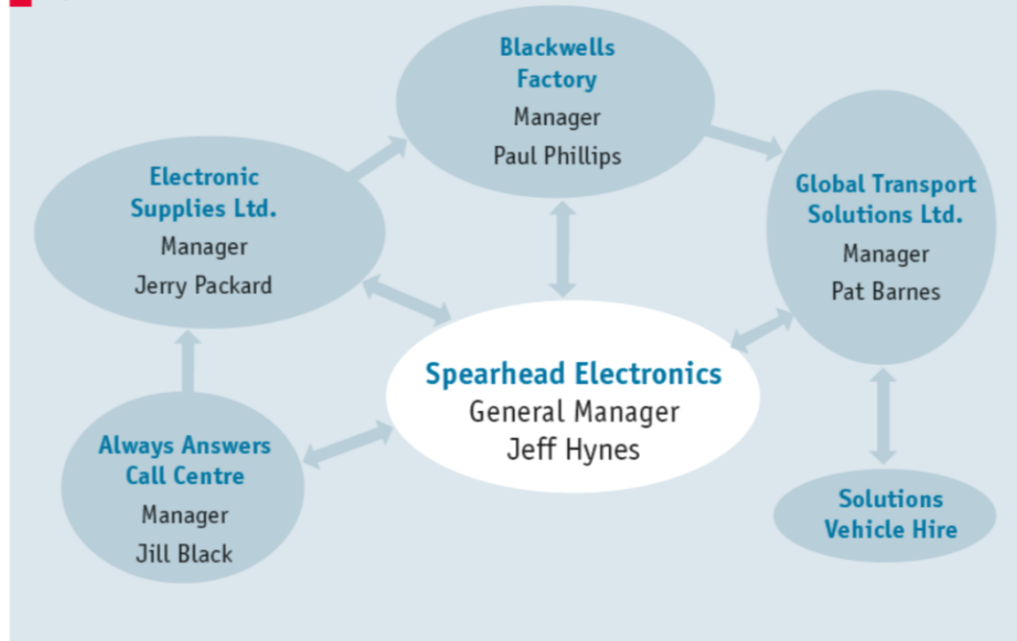 Blackwells
Factory
Manager
Paul Phillips
Electronic
Supplies Ltd.
Manager
Jerry Packard
Global Transport
Solutions Ltd.
Manager
Pat Barnes
Spearhead Electronics
General Manager
Jeff Hynes
Always Answers
Call Centre
Manager
Jill Black
Solutions
Vehicle Hire